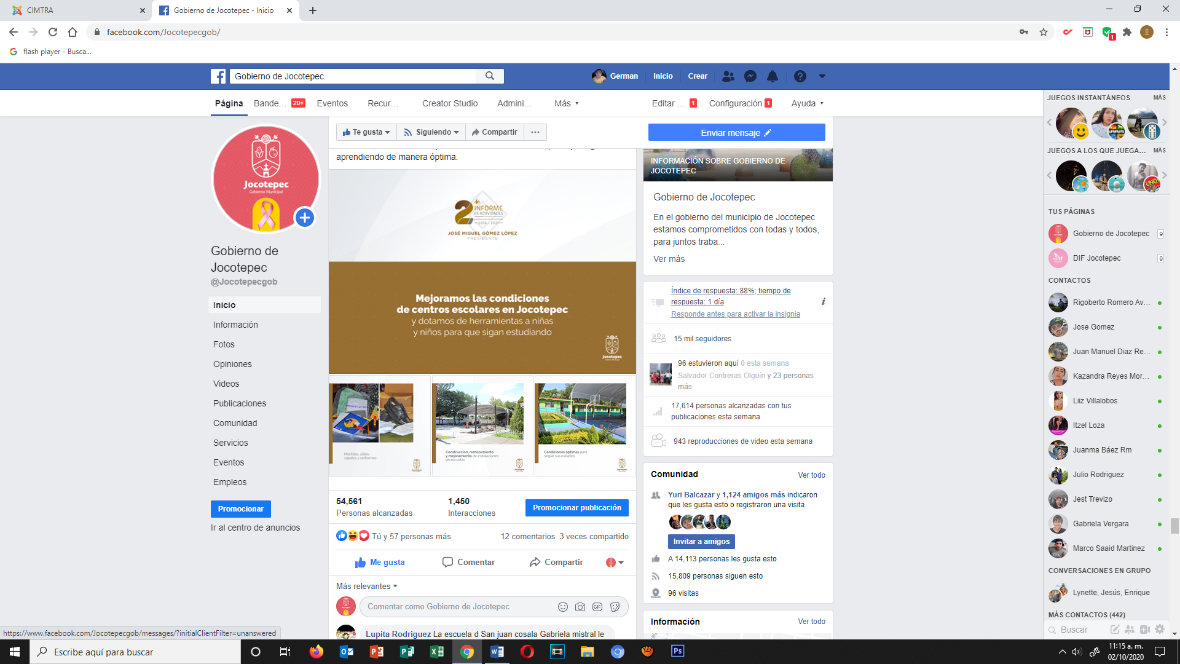 CIMTRA
Gobierno de Jocotepec - Inicio
facebook.com/Jocotepecgob/
flash player - Busca...
Gobierno de Jocotepec
German
Inicio
Crear
Página
Bande...
20+
Eventos
Recur...
Creator Studio
Admini...
Más
Editar ...
1
Configuración
1
Ayuda
Te gusta
Siguiendo
Compartir
...
Enviar mensaje
Jocotepec
Gobierno Municipal
Gobierno de
Jocotepec
@Jocotepecgob
Inicio
Información
Fotos
Opiniones
Videos
Publicaciones
Comunidad
Servicios
Eventos
Empleos
Promocionar
Ir al centro de anuncios
aprendiendo de manera óptima.
2 INFORME
JOSÉ MIGUEL GÓMEZ LÓPEZ
PRESIDENTE
Mejoramos las condiciones
de centros escolares en Jocotepec
y dotamos de herramientas a niñas
y niños para que sigan estudiando
Jocotepec
54,561
Personas alcanzadas
1,450
Interacciones
Promocionar publicación
Tú y 57 personas más
12 comentarios 3 veces compartido
Me gusta
Comentar
Compartir
Más relevantes
Comentar como Gobierno de Jocotepec
Lupita Rodriguez La escuela d San juan cosala Gabriela mistral le
INFORMACIÓN SOBRE GOBIERNO DE
JOCOTEPEC
Gobierno de Jocotepec
En el gobierno del municipio de Jocotepec
estamos comprometidos con todas y todos,
para juntos traba...
Ver más
Índice de respuesta: 88%; tiempo de
respuesta: 1 día
Responde antes para activar la insignia
15 mil seguidores
96 estuvieron aquí 0 esta semana
Salvador Contreras Olguín y 23 personas
más
17,614 personas alcanzadas con tus
publicaciones esta semana
943 reproducciones de video esta semana
Comunidad
Ver todo
Yuri Balcazar y 1,124 amigos más indicaron
que les gusta esto o registraron una visita
Invitar a amigos
A 14,113 personas les gusta esto
15,809 personas siguen esto
96 visitas
Información
Ver todo
JUEGOS INSTANTÁNEOS
MÁS
JUEGOS A LOS QUE JUEGA...
MÁS
TUS PÁGINAS
Gobierno de Jocotepec
9
DIF Jocotepec
CONTACTOS
Rigoberto Romero Av...
Jose Gomez
Juan Manuel Diaz Re...
Kazandra Reyes Mor...
Liiz Villalobos
Itzel Loza
Juanma Báez Rm
Julio Rodriguez
Jest Trevizo
Gabriela Vergara
Marco Saaid Martinez
CONVERSACIONES EN GRUPO
Lynette, Jesús, Enrique
MÁS CONTACTOS (442)
Buscar
https://www.facebook.com/Jocotepecgob/messages/?initialClientFilter=unanswered
Escribe aquí para buscar
11:15 a. m.
02/10/2020